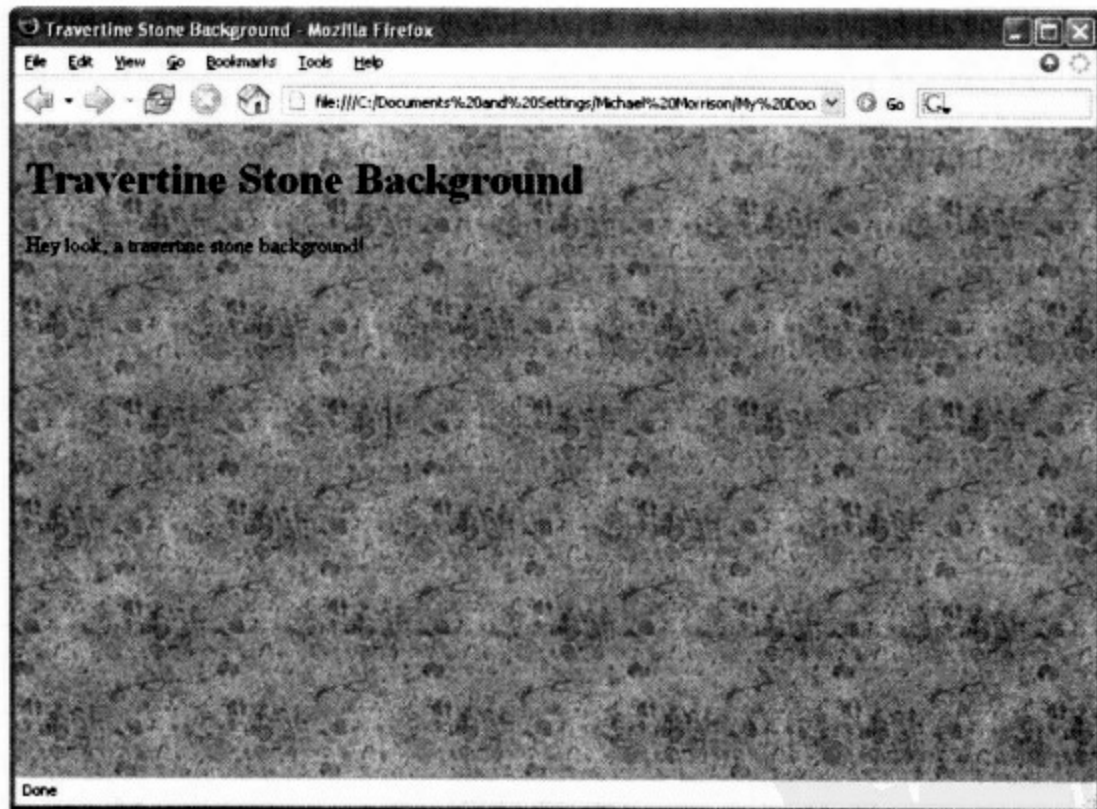 Travertine Stone Background - Mozilla Firefox
File Edit View Go Bookmarks Tools Help
file:///C:/Documents%20and%20Settings/Michael%20Morrison/My%20Doc Go
Travertine Stone Background
Hey look, a travertine stone background!
Done